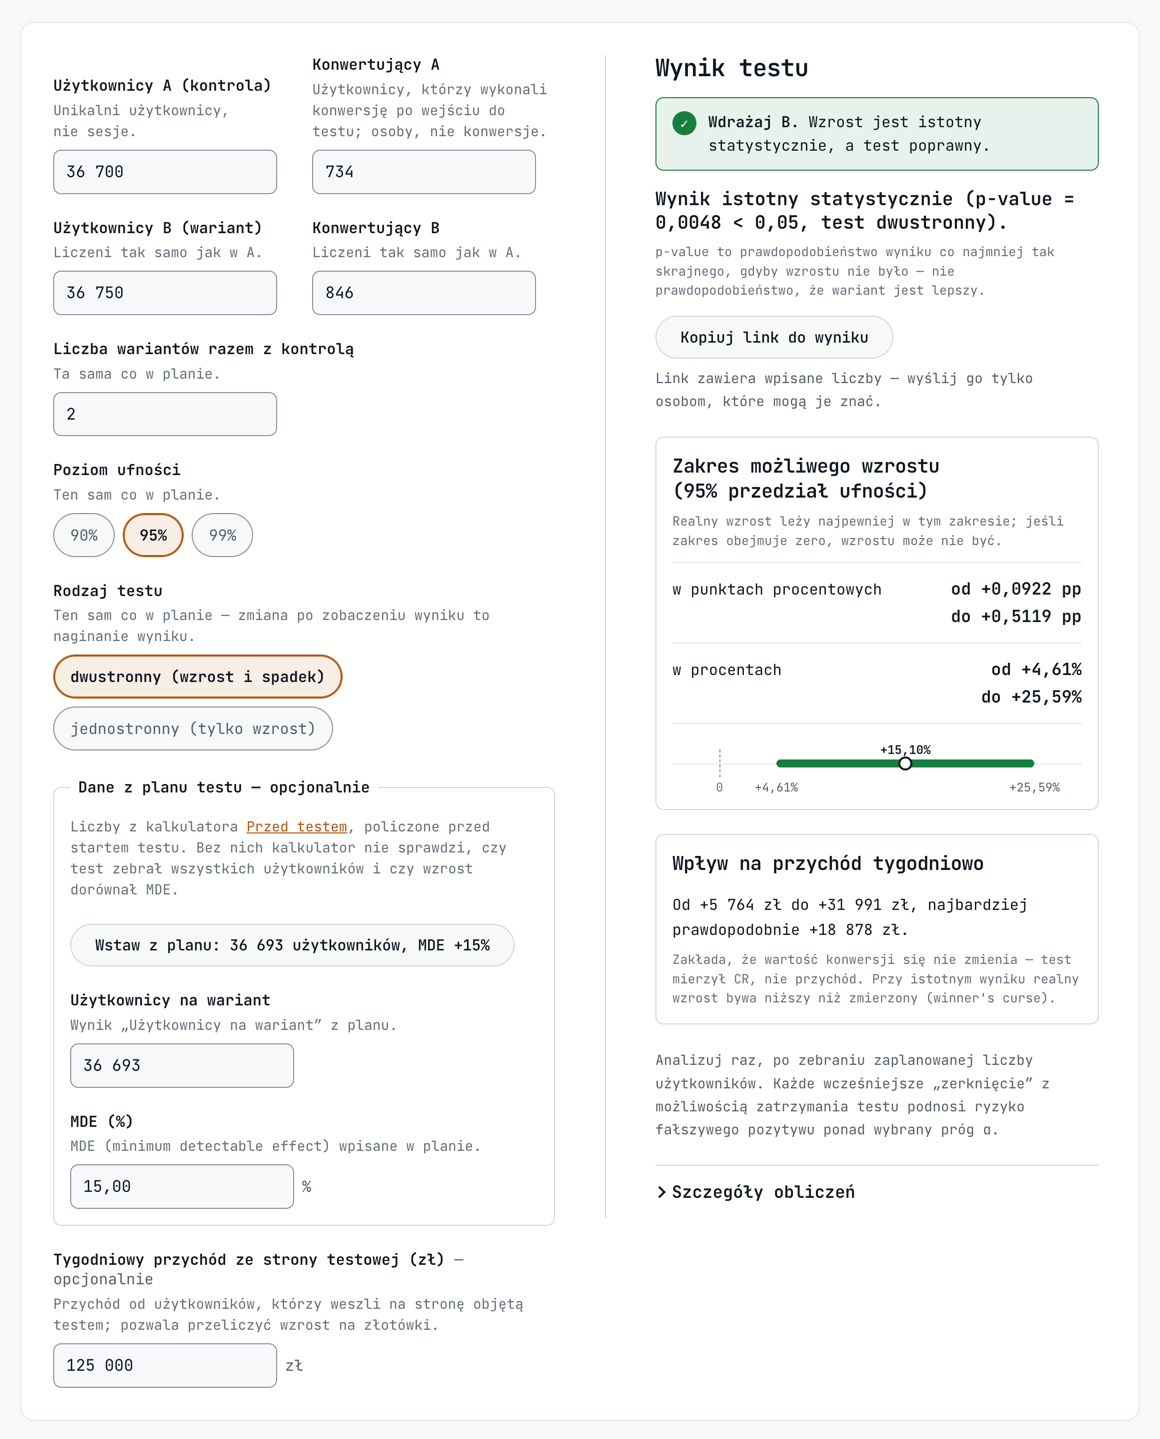 Użytkownicy A (kontrola)
Unikalni użytkownicy,
nie sesje.
36 700
Konwertujący A
Użytkownicy, którzy wykonali
konwersję po wejściu do
testu; osoby, nie konwersje.
734
Użytkownicy B (wariant)
Liczeni tak samo jak w A.
36 750
Konwertujący B
Liczeni tak samo jak w A.
846
Liczba wariantów razem z kontrolą
Ta sama co w planie.
2
Poziom ufności
Ten sam co w planie.
90% 95% 99%
Rodzaj testu
Ten sam co w planie — zmiana po zobaczeniu wyniku to
naginanie wyniku.
dwustronny (wzrost i spadek)
jednostronny (tylko wzrost)
Dane z planu testu — opcjonalnie
Liczby z kalkulatora Przed testem, policzone przed
startem testu. Bez nich kalkulator nie sprawdzi, czy
test zebrał wszystkich użytkowników i czy wzrost
dorównał MDE.
Wstaw z planu: 36 693 użytkowników, MDE +15%
Użytkownicy na wariant
Wynik „Użytkownicy na wariant” z planu.
36 693
MDE (%)
MDE (minimum detectable effect) wpisane w planie.
15,00 %
Tygodniowy przychód ze strony testowej (zł) —
opcjonalnie
Przychód od użytkowników, którzy weszli na stronę objętą
testem; pozwala przeliczyć wzrost na złotówki.
125 000 zł
Wynik testu
✓ Wdrażaj B. Wzrost jest istotny
statystycznie, a test poprawny.
Wynik istotny statystycznie (p-value =
0,0048 < 0,05, test dwustronny).
p-value to prawdopodobieństwo wyniku co najmniej tak
skrajnego, gdyby wzrostu nie było — nie
prawdopodobieństwo, że wariant jest lepszy.
Kopiuj link do wyniku
Link zawiera wpisane liczby — wyślij go tylko
osobom, które mogą je znać.
Zakres możliwego wzrostu
(95% przedział ufności)
Realny wzrost leży najpewniej w tym zakresie; jeśli
zakres obejmuje zero, wzrostu może nie być.
w punktach procentowych od +0,0922 pp
do +0,5119 pp
w procentach od +4,61%
do +25,59%
+15,10%
0 +4,61% +25,59%
Wpływ na przychód tygodniowo
Od +5 764 zł do +31 991 zł, najbardziej
prawdopodobnie +18 878 zł.
Zakłada, że wartość konwersji się nie zmienia — test
mierzył CR, nie przychód. Przy istotnym wyniku realny
wzrost bywa niższy niż zmierzony (winner's curse).
Analizuj raz, po zebraniu zaplanowanej liczby
użytkowników. Każde wcześniejsze „zerknięcie” z
możliwością zatrzymania testu podnosi ryzyko
fałszywego pozytywu ponad wybrany próg α.
Szczegóły obliczeń